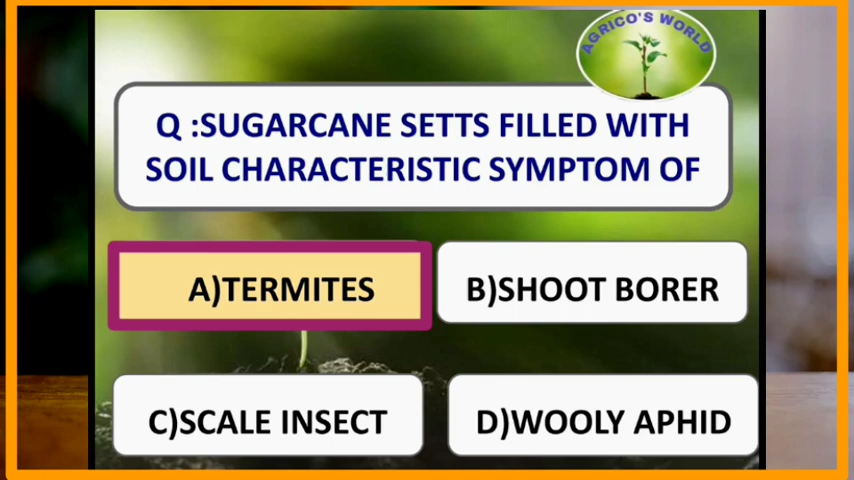 AGRICO'S WORLD
Q :SUGARCANE SETTS FILLED WITH
SOIL CHARACTERISTIC SYMPTOM OF
A)TERMITES
B)SHOOT BORER
C)SCALE INSECT
D)WOOLY APHID